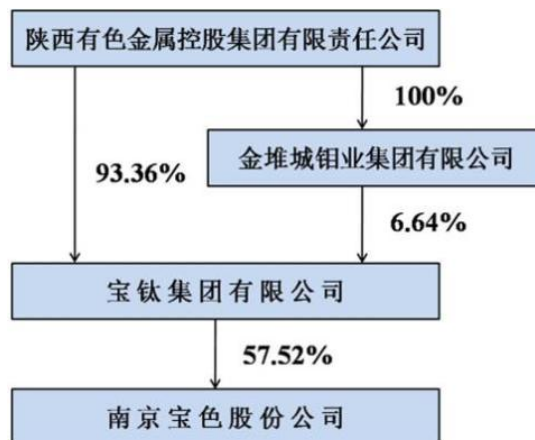 陕西有色金属控股集团有限责任公司
100%
金堆城钼业集团有限公司
93.36%
6.64%
宝钛集团有限公司
57.52%
南京宝色股份公司